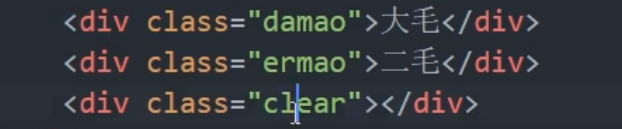 <div class="damao">大毛</div>
<div class="ermao">二毛</div>
<div class="clear"></div>